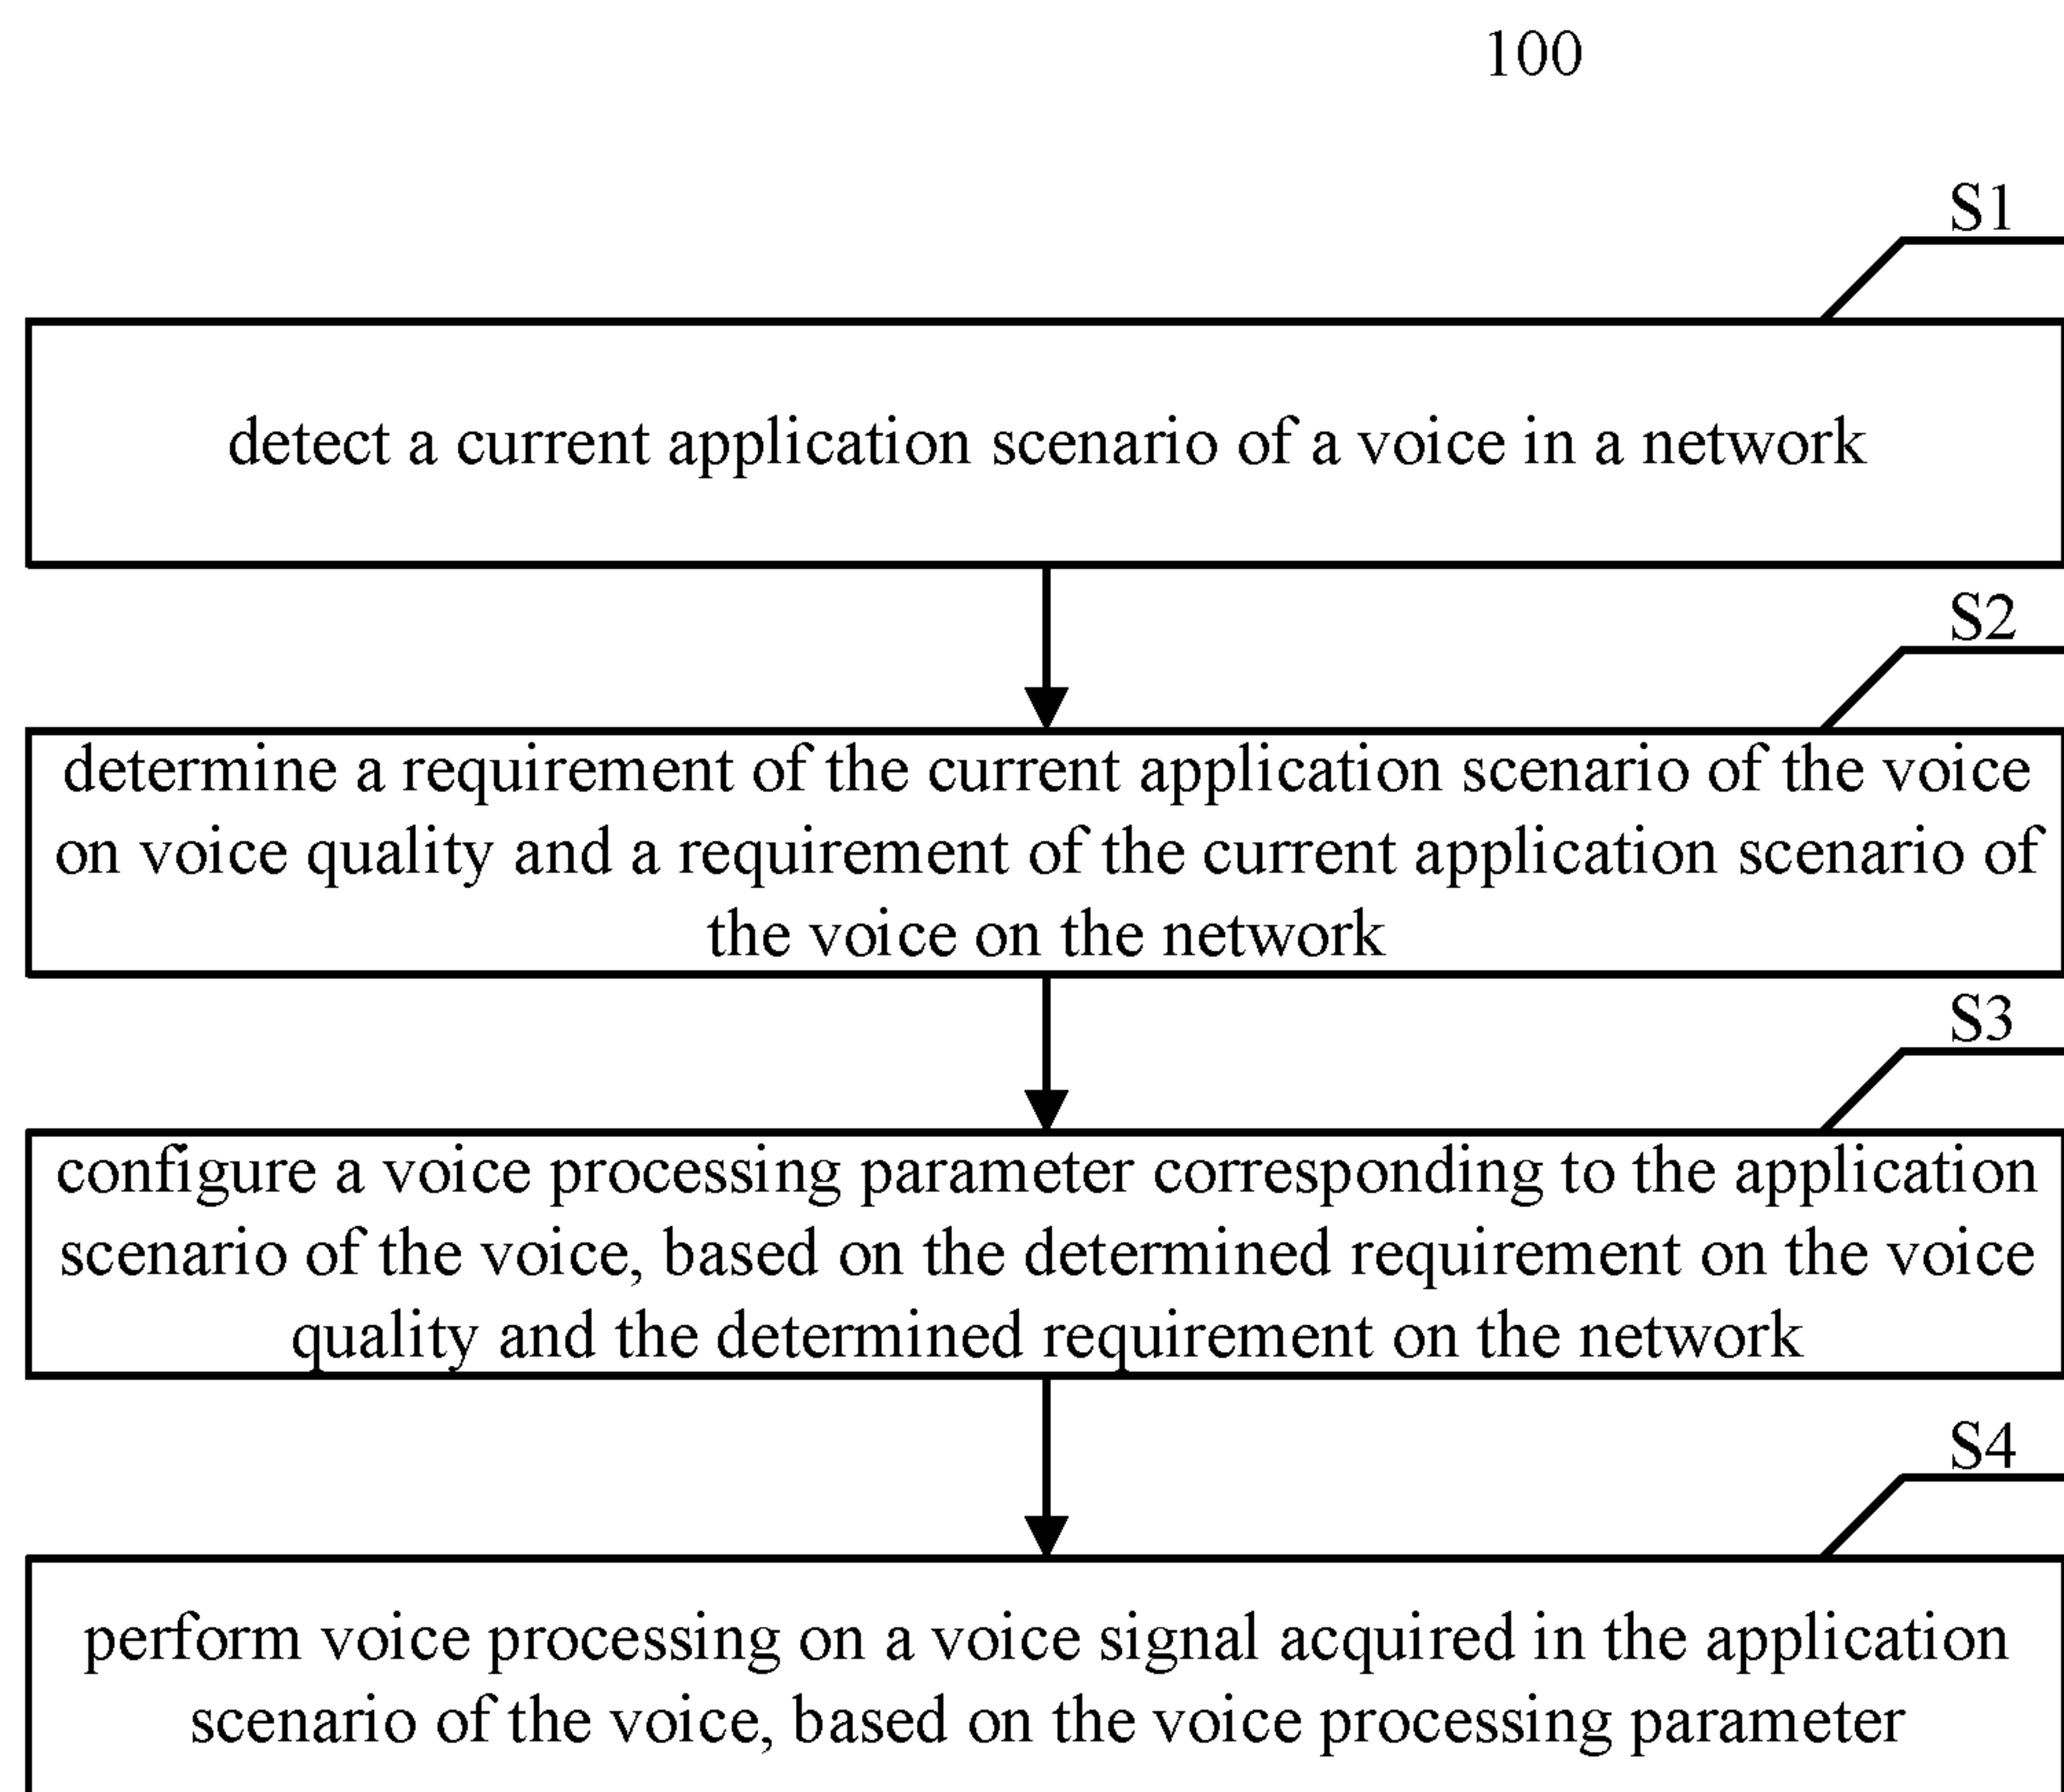 100
S1
detect a current application scenario of a voice in a network
S2
determine a requirement of the current application scenario of the voice
on voice quality and a requirement of the current application scenario of
the voice on the network
S3
configure a voice processing parameter corresponding to the application
scenario of the voice, based on the determined requirement on the voice
quality and the determined requirement on the network
S4
perform voice processing on a voice signal acquired in the application
scenario of the voice, based on the voice processing parameter